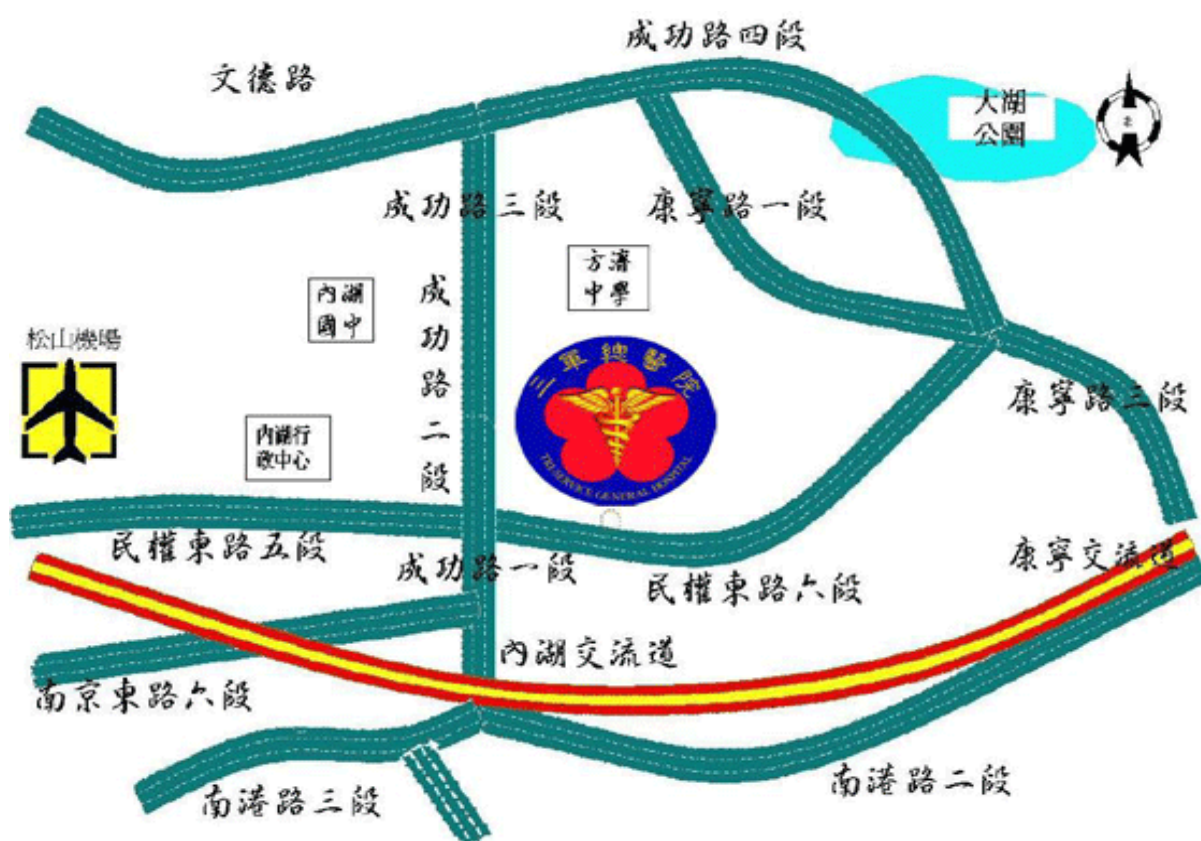 成功路四段
文德路
大湖
公園
成功路三段
康寧路一段
方濟
中學
內湖
國中
成功路二段
松山機場
三軍總醫院
TRI-SERVICE GENERAL HOSPITAL
康寧路三段
內湖行
政中心
民權東路五段
成功路一段
民權東路六段
康寧交流道
內湖交流道
南京東路六段
南港路三段
南港路二段